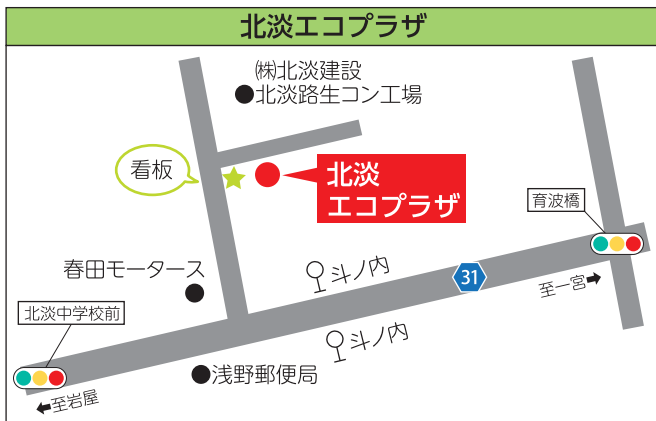 北淡エコプラザ
㈱北淡建設
北淡路生コン工場
看板
北淡
エコプラザ
育波橋
春田モータース
斗ノ内
31
至一宮
北淡中学校前
斗ノ内
浅野郵便局
至岩屋